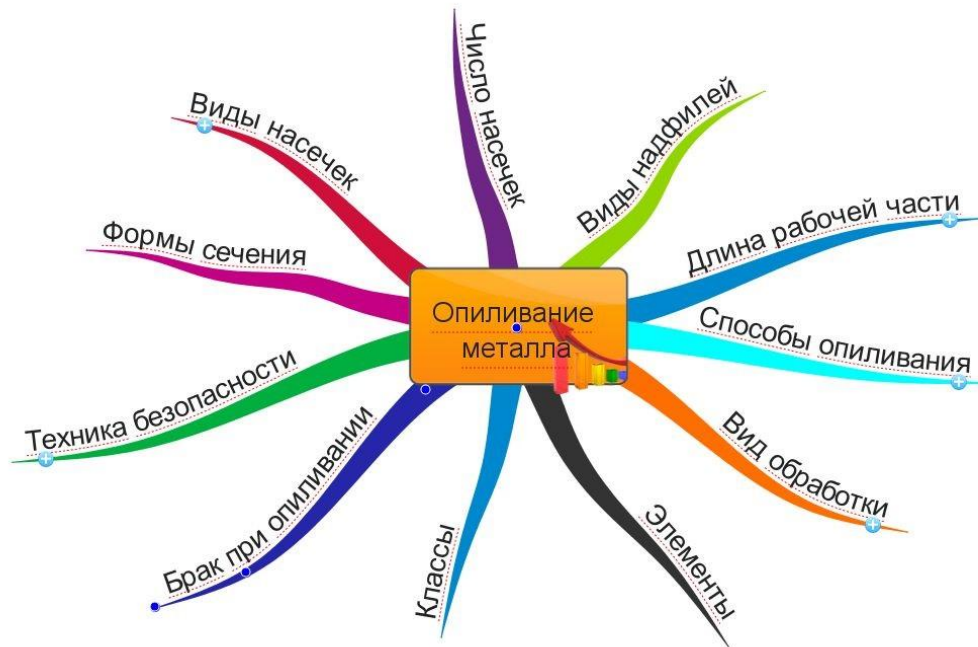 Опиливание
металла
Число насечек
Виды надфилей
Длина рабочей части
Способы опиливания
Вид обработки
Элементы
Классы
Брак при опиливании
Техника безопасности
Формы сечения
Виды насечек